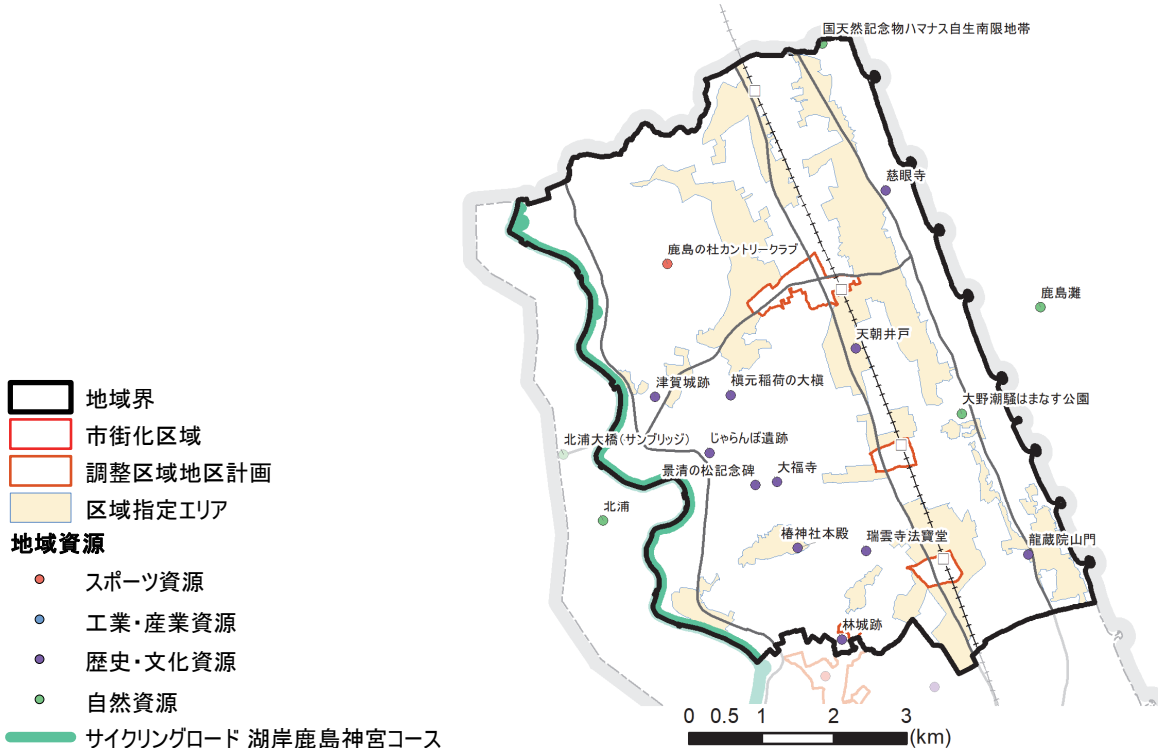 国天然記念物ハマナス自生南限地帯
慈眼寺
鹿島の杜カントリークラブ
鹿島灘
天朝井戸
津賀城跡
槇元稲荷の大槇
大野潮騒はまなす公園
北浦大橋(サンブリッジ)
じゃらんぼ遺跡
景清の松記念碑
大福寺
北浦
椿神社本殿
瑞雲寺法寶堂
龍蔵院山門
林城跡
地域界
市街化区域
調整区域地区計画
区域指定エリア
地域資源
スポーツ資源
工業・産業資源
歴史・文化資源
自然資源
サイクリングロード 湖岸鹿島神宮コース
0 0.5 1 2 3
(km)